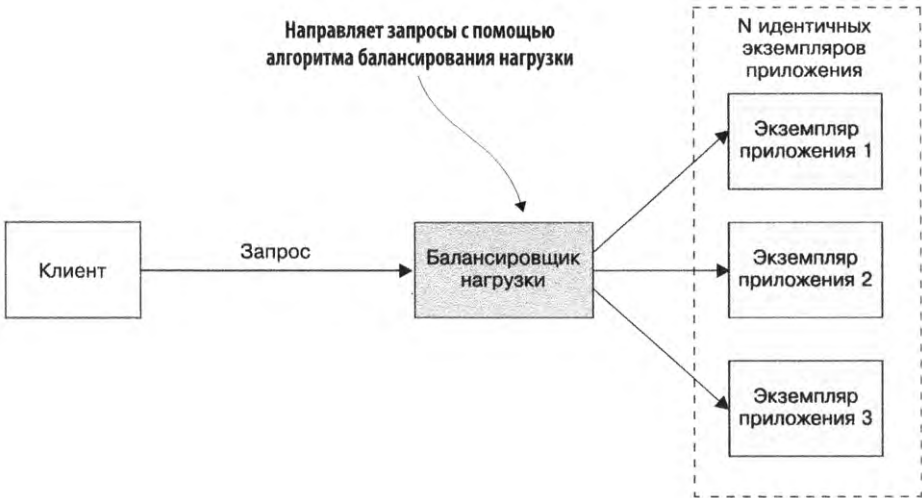 Направляет запросы с помощью
алгоритма балансирования нагрузки
N идентичных
экземпляров
приложения
Экземпляр
приложения 1
Клиент
Запрос
Балансировщик
нагрузки
Экземпляр
приложения 2
Экземпляр
приложения 3